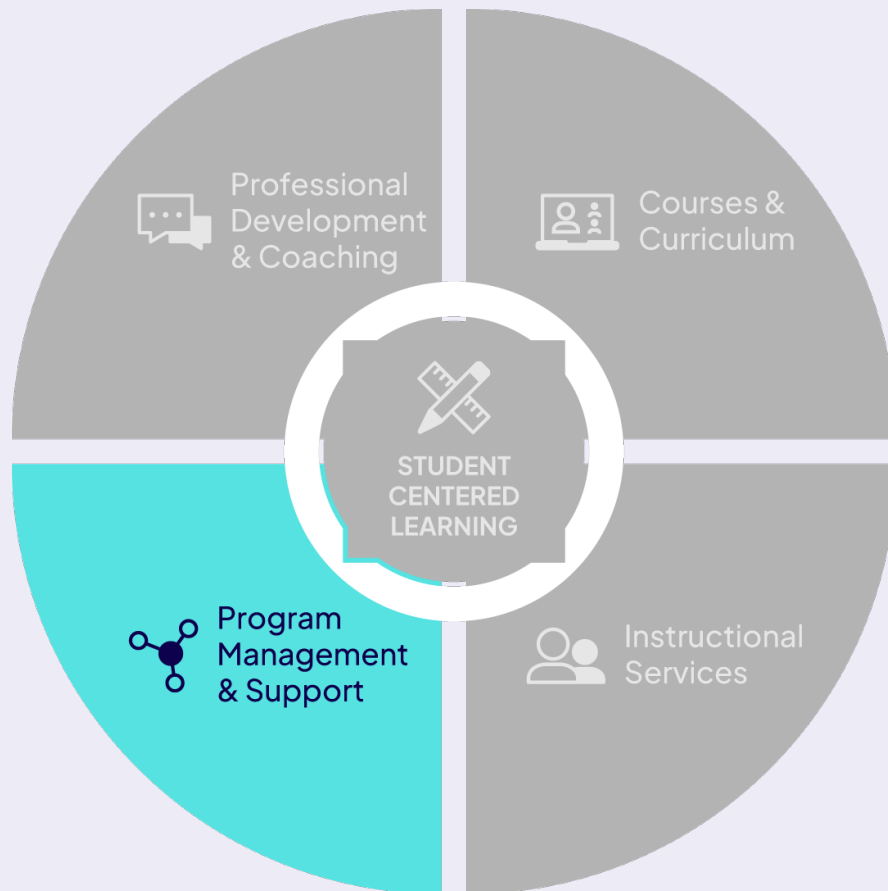 Professional
Development
& Coaching
Courses &
Curriculum
STUDENT
CENTERED
LEARNING
Program
Management
& Support
Instructional
Services